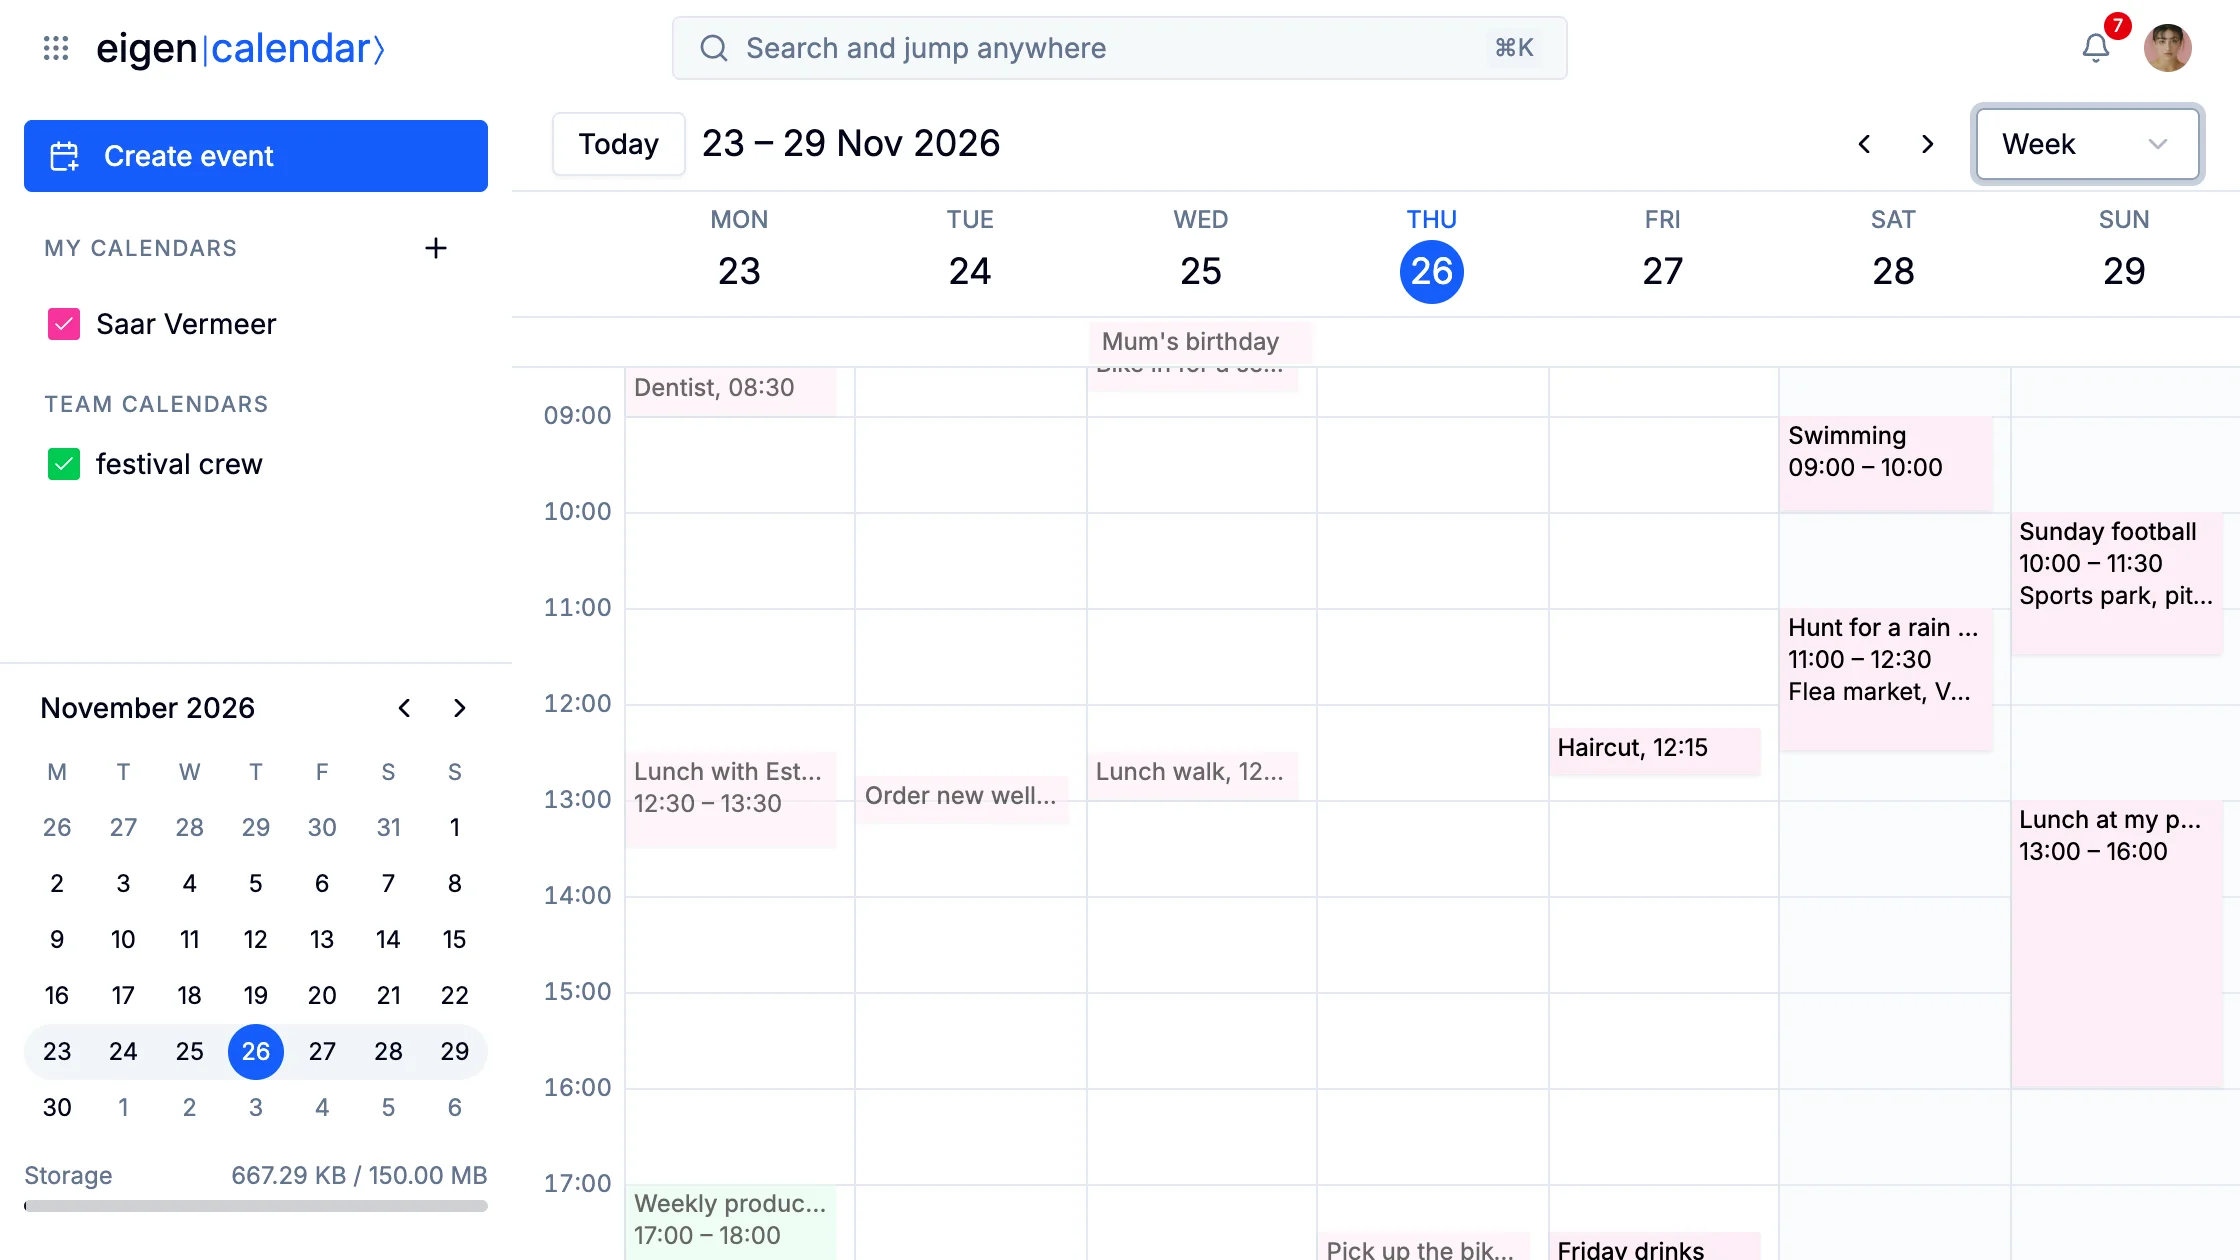 eigen|calendar〉
Search and jump anywhere
⌘K
7
Create event
MY CALENDARS
Saar Vermeer
TEAM CALENDARS
festival crew
November 2026
M T W T F S S
26 27 28 29 30 31 1
2 3 4 5 6 7 8
9 10 11 12 13 14 15
16 17 18 19 20 21 22
23 24 25 26 27 28 29
30 1 2 3 4 5 6
Storage 667.29 KB / 150.00 MB
Today
23 – 29 Nov 2026
Week
MON TUE WED THU FRI SAT SUN
23 24 25 26 27 28 29
Mum's birthday
09:00
10:00
11:00
12:00
13:00
14:00
15:00
16:00
17:00
Dentist, 08:30
Lunch with Est...
12:30 – 13:30
Weekly produc...
17:00 – 18:00
Order new well...
Lunch walk, 12...
Pick up the bik...
Haircut, 12:15
Friday drinks
Swimming
09:00 – 10:00
Hunt for a rain ...
11:00 – 12:30
Flea market, V...
Sunday football
10:00 – 11:30
Sports park, pit...
Lunch at my p...
13:00 – 16:00